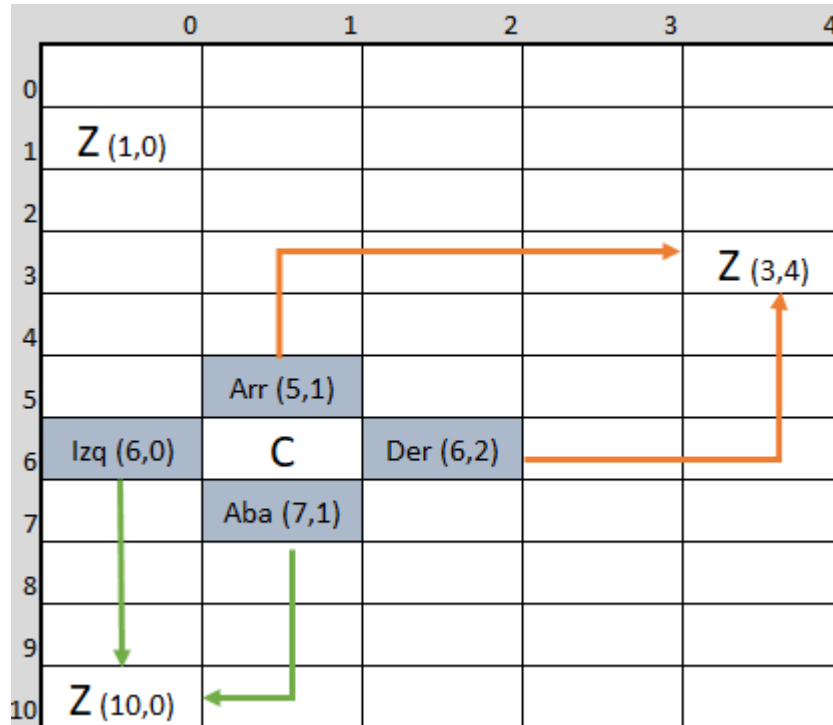 0 1 2 3 4
0
1 Z (1,0)
2
3 Z (3,4)
4
5 Arr (5,1)
6 Izq (6,0) C Der (6,2)
7 Aba (7,1)
8
9
10 Z (10,0)